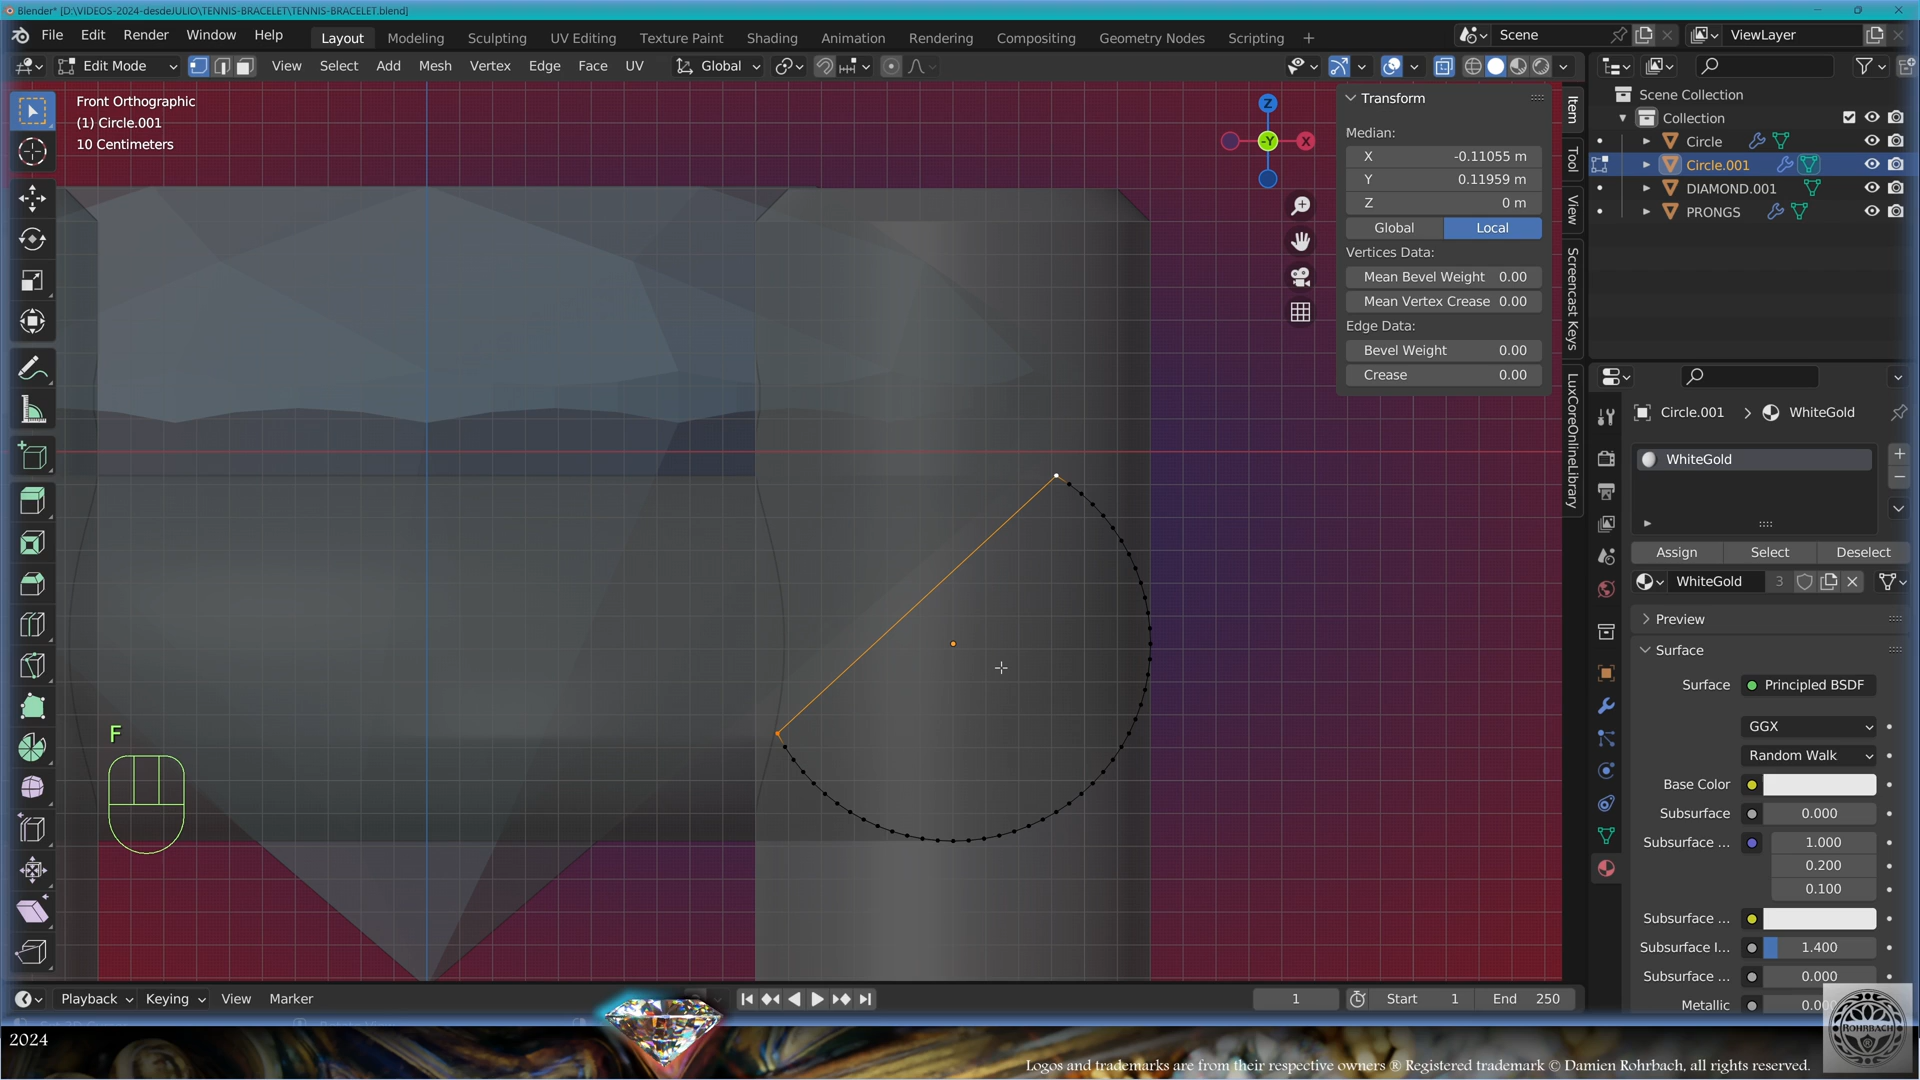 Blender* [D:\VIDEOS-2024-desdeJULIO\TENNIS-BRACELET\TENNIS-BRACELET.blend]
File Edit Render Window Help
Layout Modeling Sculpting UV Editing Texture Paint Shading Animation Rendering Compositing Geometry Nodes Scripting +
Scene
ViewLayer
Edit Mode
View Select Add Mesh Vertex Edge Face UV
Global
Front Orthographic
(1) Circle.001
10 Centimeters
Z
-Y
X
Transform
Median:
X -0.11055 m
Y 0.11959 m
Z 0 m
Global Local
Vertices Data:
Mean Bevel Weight 0.00
Mean Vertex Crease 0.00
Edge Data:
Bevel Weight 0.00
Crease 0.00
Item
Tool
View
Screencast Keys
LuxCoreOnlineLibrary
Scene Collection
Collection
Circle
Circle.001
DIAMOND.001
PRONGS
Circle.001 > WhiteGold
WhiteGold
Assign Select Deselect
WhiteGold 3
Preview
Surface
Surface Principled BSDF
GGX
Random Walk
Base Color
Subsurface 0.000
Subsurface ... 1.000
0.200
0.100
Subsurface ...
Subsurface I... 1.400
Subsurface ... 0.000
Metallic 0.00
F
Playback Keying View Marker
1
Start 1
End 250
2024
ROHRBACH
Logos and trademarks are from their respective owners ® Registered trademark © Damien Rohrbach, all rights reserved.